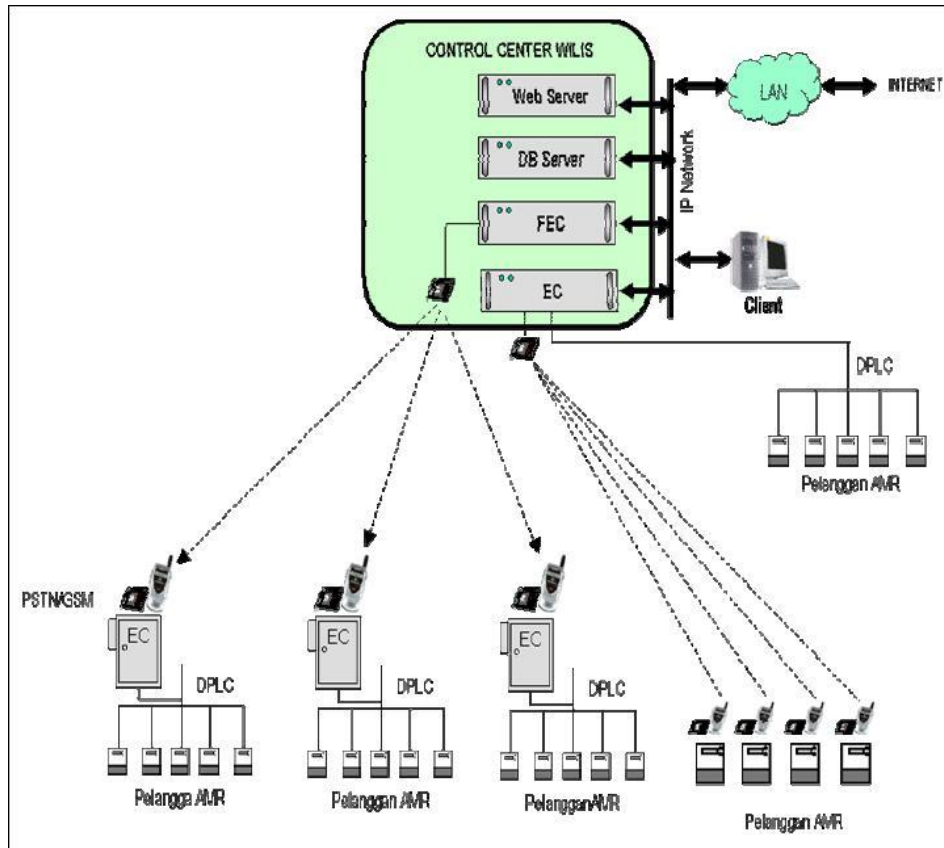 CONTROL CENTER WILIS
Web Server
DB Server
FEC
EC
IP Network
LAN
INTERNET
Client
DPLC
Pelanggan AMR
PSTN/GSM
EC
DPLC
Pelangga AMR
EC
DPLC
Pelanggan AMR
EC
DPLC
PelangganAMR
Pelanggan AMR